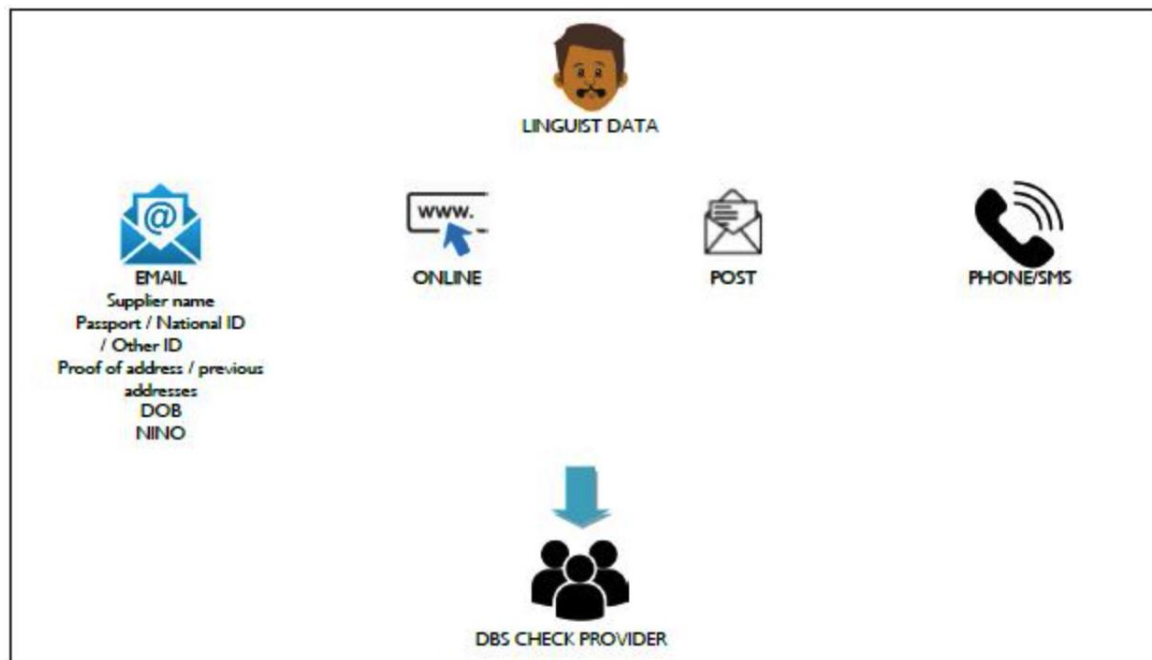 LINGUIST DATA
@
www.
EMAIL
ONLINE
POST
PHONE/SMS
Supplier name
Passport / National ID
/ Other ID
Proof of address / previous
addresses
DOB
NINO
DBS CHECK PROVIDER